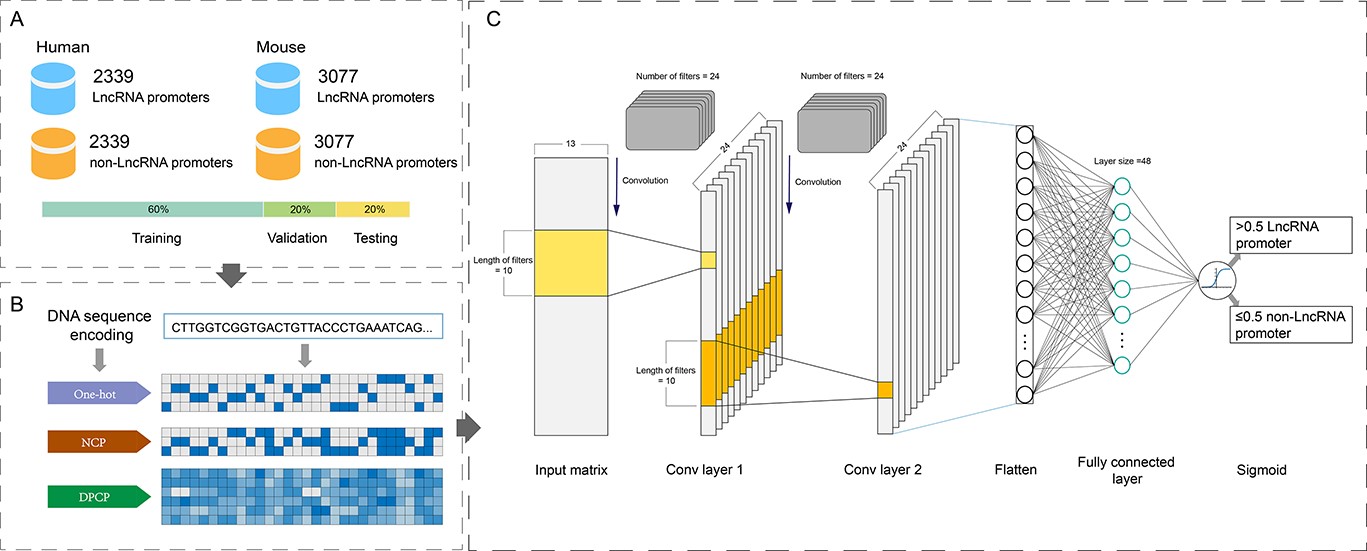 A
Human
2339
LncRNA promoters
2339
non-LncRNA promoters
Mouse
3077
LncRNA promoters
3077
non-LncRNA promoters
60%
20%
20%
Training
Validation
Testing
B
DNA sequence
encoding
CTTGGTCGGTGACTGTTACCCTGAAATCAG...
One-hot
NCP
DPCP
C
Number of filters = 24
Number of filters = 24
13
24
24
Convolution
Convolution
Length of filters
= 10
Length of filters
= 10
Layer size =48
>0.5 LncRNA
promoter
≤0.5 non-LncRNA
promoter
Input matrix
Conv layer 1
Conv layer 2
Flatten
Fully connected
layer
Sigmoid